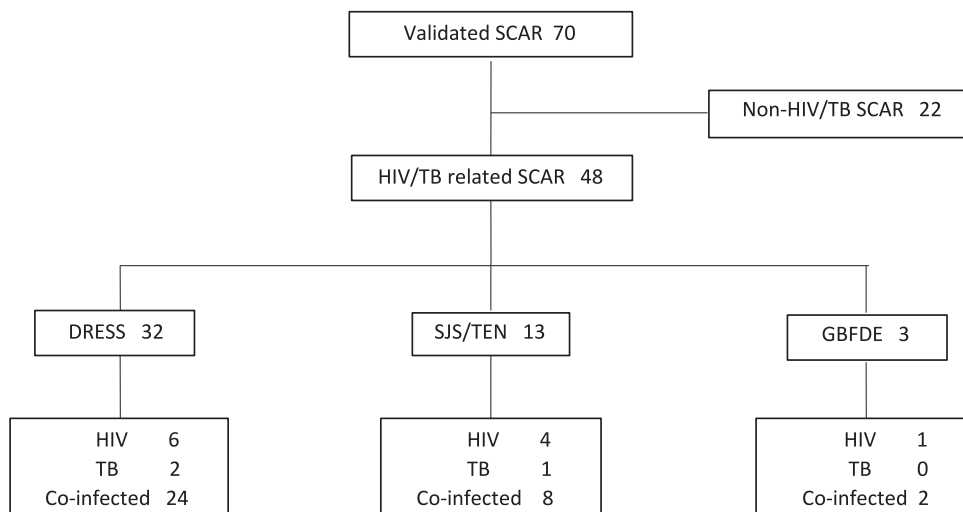 Validated SCAR 70
Non-HIV/TB SCAR 22
HIV/TB related SCAR 48
DRESS 32
SJS/TEN 13
GBFDE 3
HIV 6
TB 2
Co-infected 24
HIV 4
TB 1
Co-infected 8
HIV 1
TB 0
Co-infected 2